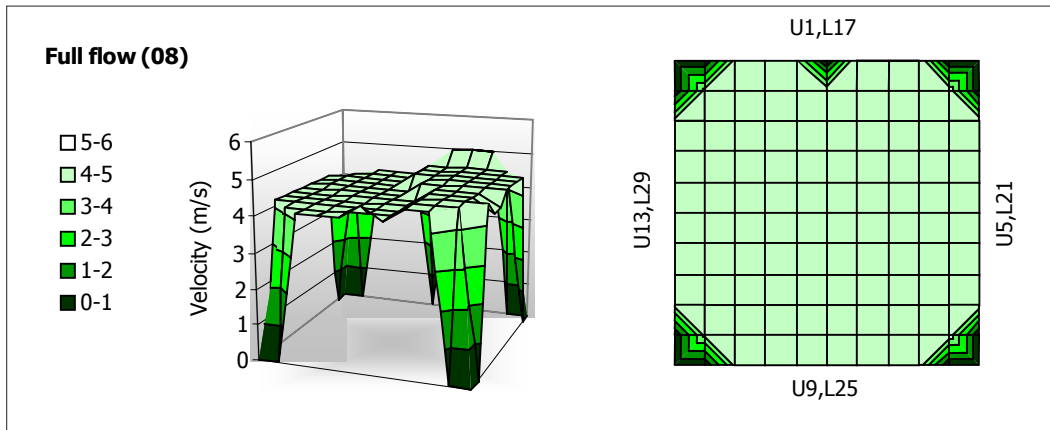 Full flow (08)
5-6
4-5
3-4
2-3
1-2
0-1
Velocity (m/s)
6
5
4
3
2
1
0
U1,L17
U13,L29
U5,L21
U9,L25